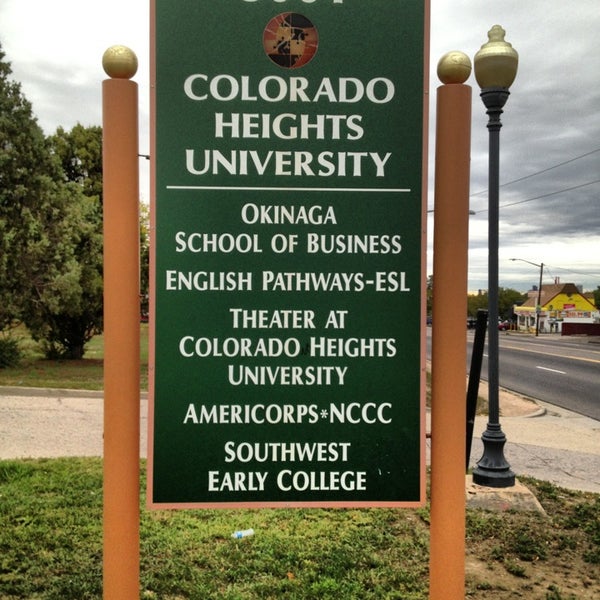 COLORADO
HEIGHTS
UNIVERSITY
OKINAGA
SCHOOL OF BUSINESS
ENGLISH PATHWAYS-ESL
THEATER AT
COLORADO HEIGHTS
UNIVERSITY
AMERICORPS*NCCC
SOUTHWEST
EARLY COLLEGE